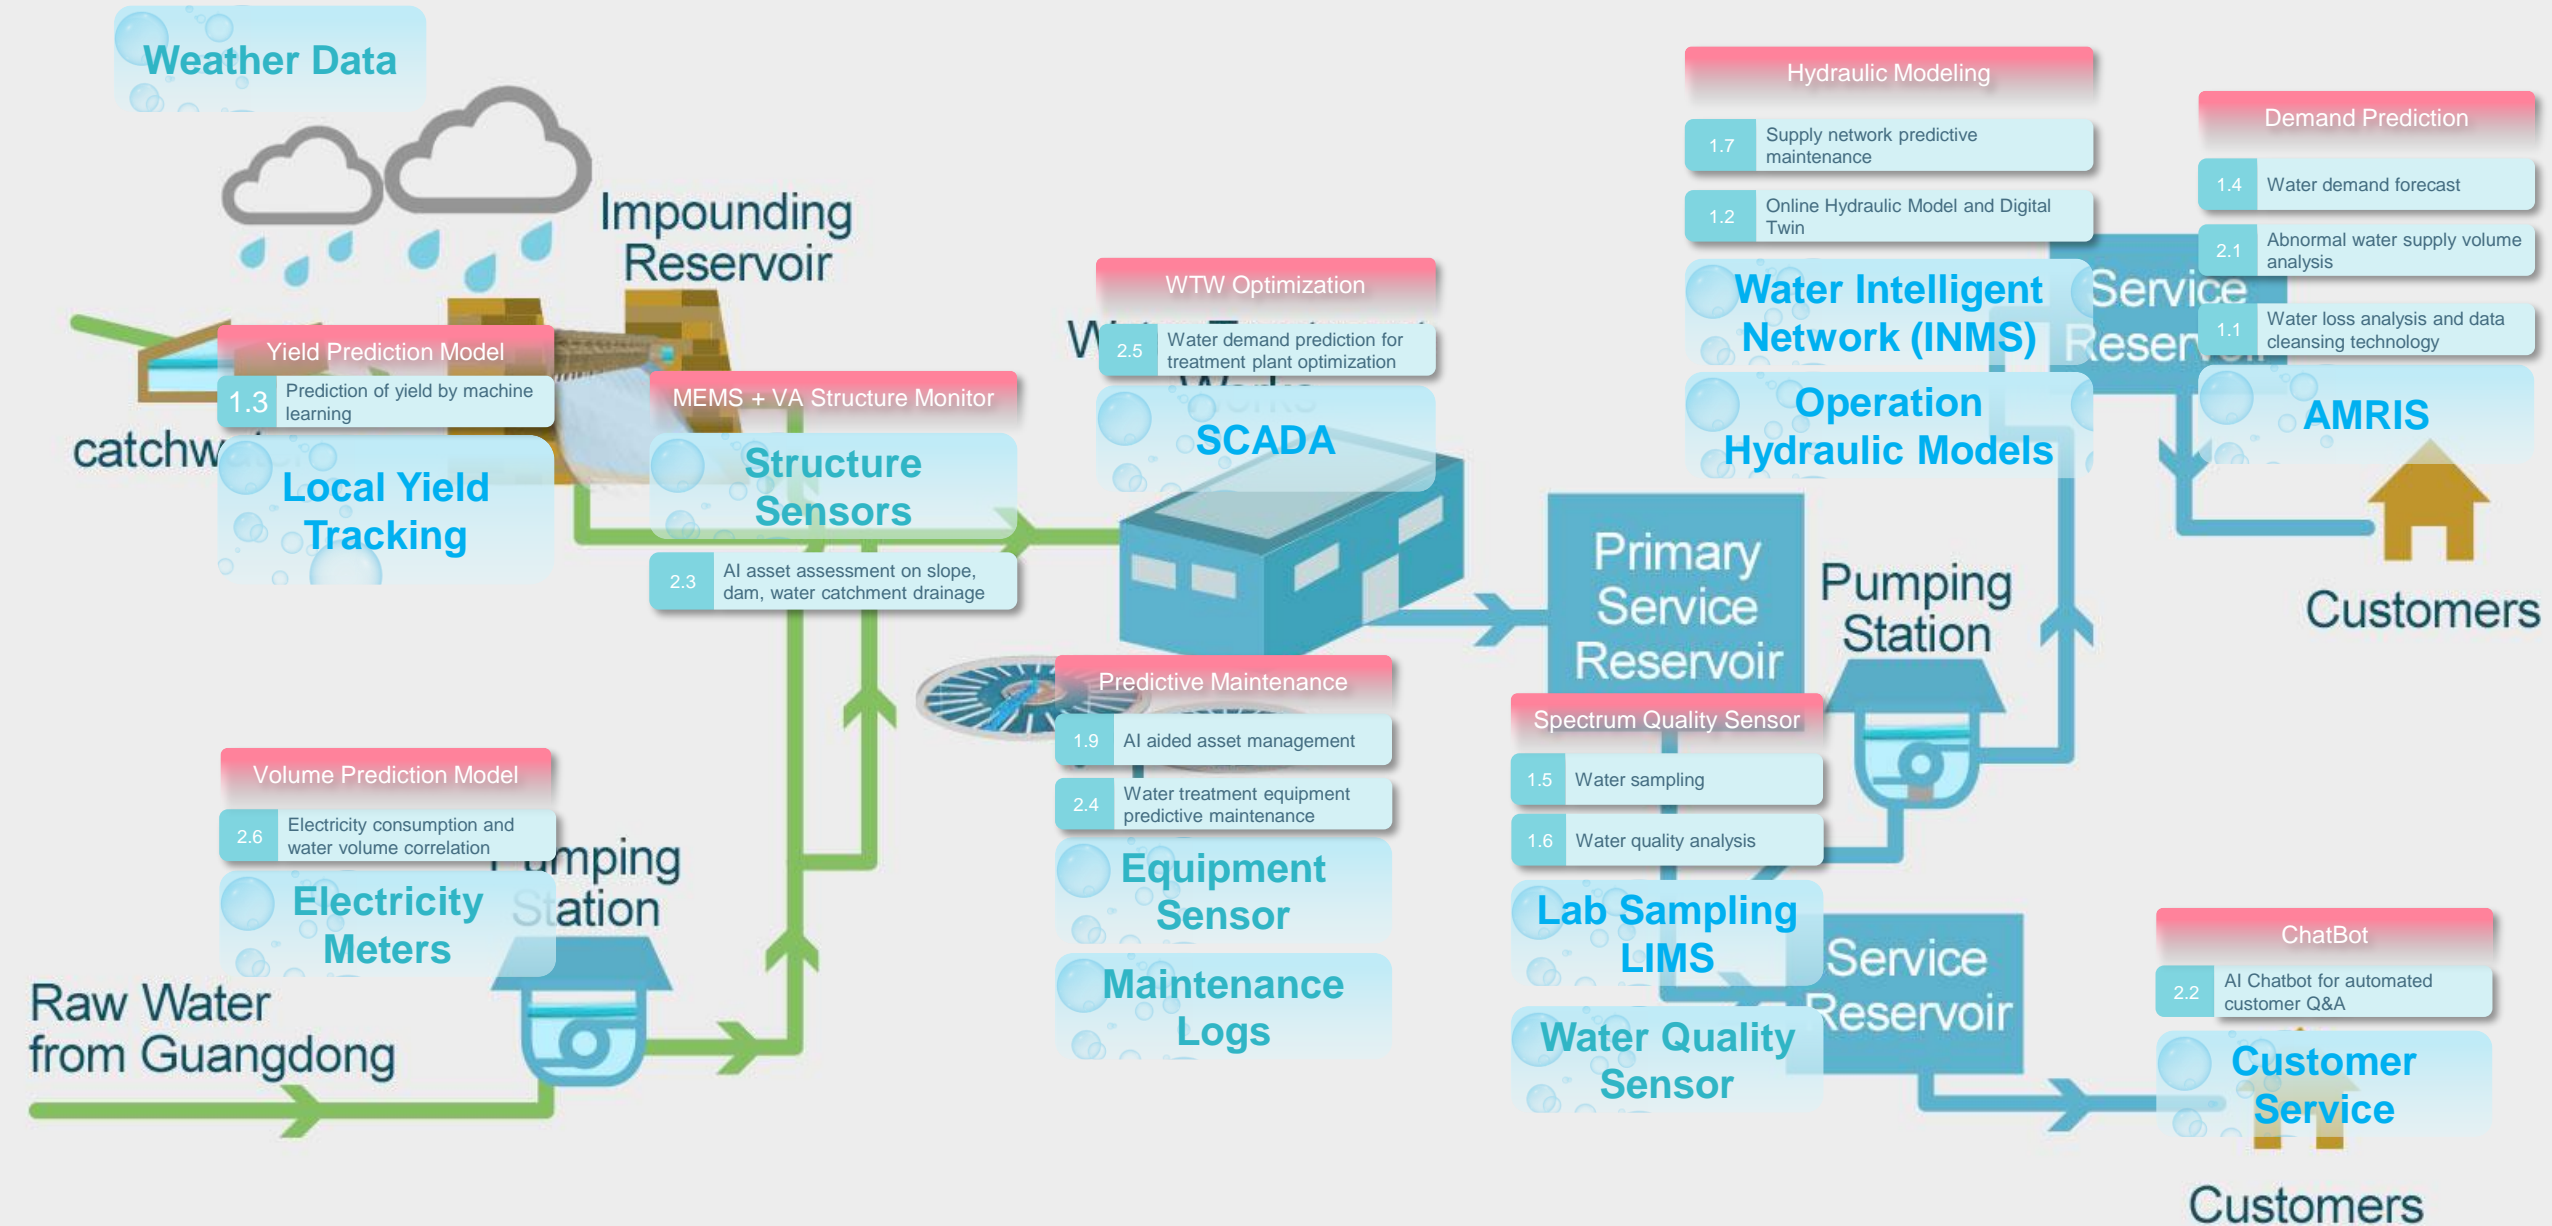 Weather Data
Impounding
Reservoir
Yield Prediction Model
1.3
Prediction of yield by machine
learning
Local Yield
Tracking
MEMS + VA Structure Monitor
Structure
Sensors
2.3
AI asset assessment on slope,
dam, water catchment drainage
WTW Optimization
2.5
Water demand prediction for
treatment plant optimization
Works
SCADA
Hydraulic Modeling
1.7
Supply network predictive
maintenance
1.2
Online Hydraulic Model and Digital
Twin
Water Intelligent
Network (INMS)
Operation
Hydraulic Models
Demand Prediction
1.4
Water demand forecast
2.1
Abnormal water supply volume
analysis
1.1
Water loss analysis and data
cleansing technology
AMRIS
Service
Reservoir
Customers
Primary
Service
Reservoir
Pumping
Station
Predictive Maintenance
1.9
AI aided asset management
2.4
Water treatment equipment
predictive maintenance
Equipment
Sensor
Maintenance
Logs
Spectrum Quality Sensor
1.5
Water sampling
1.6
Water quality analysis
Lab Sampling
LIMS
Water Quality
Sensor
Service
Reservoir
Volume Prediction Model
2.6
Electricity consumption and
water volume correlation
Electricity
Meters
Pumping
Station
Raw Water
from Guangdong
ChatBot
2.2
AI Chatbot for automated
customer Q&A
Customer
Service
Customers